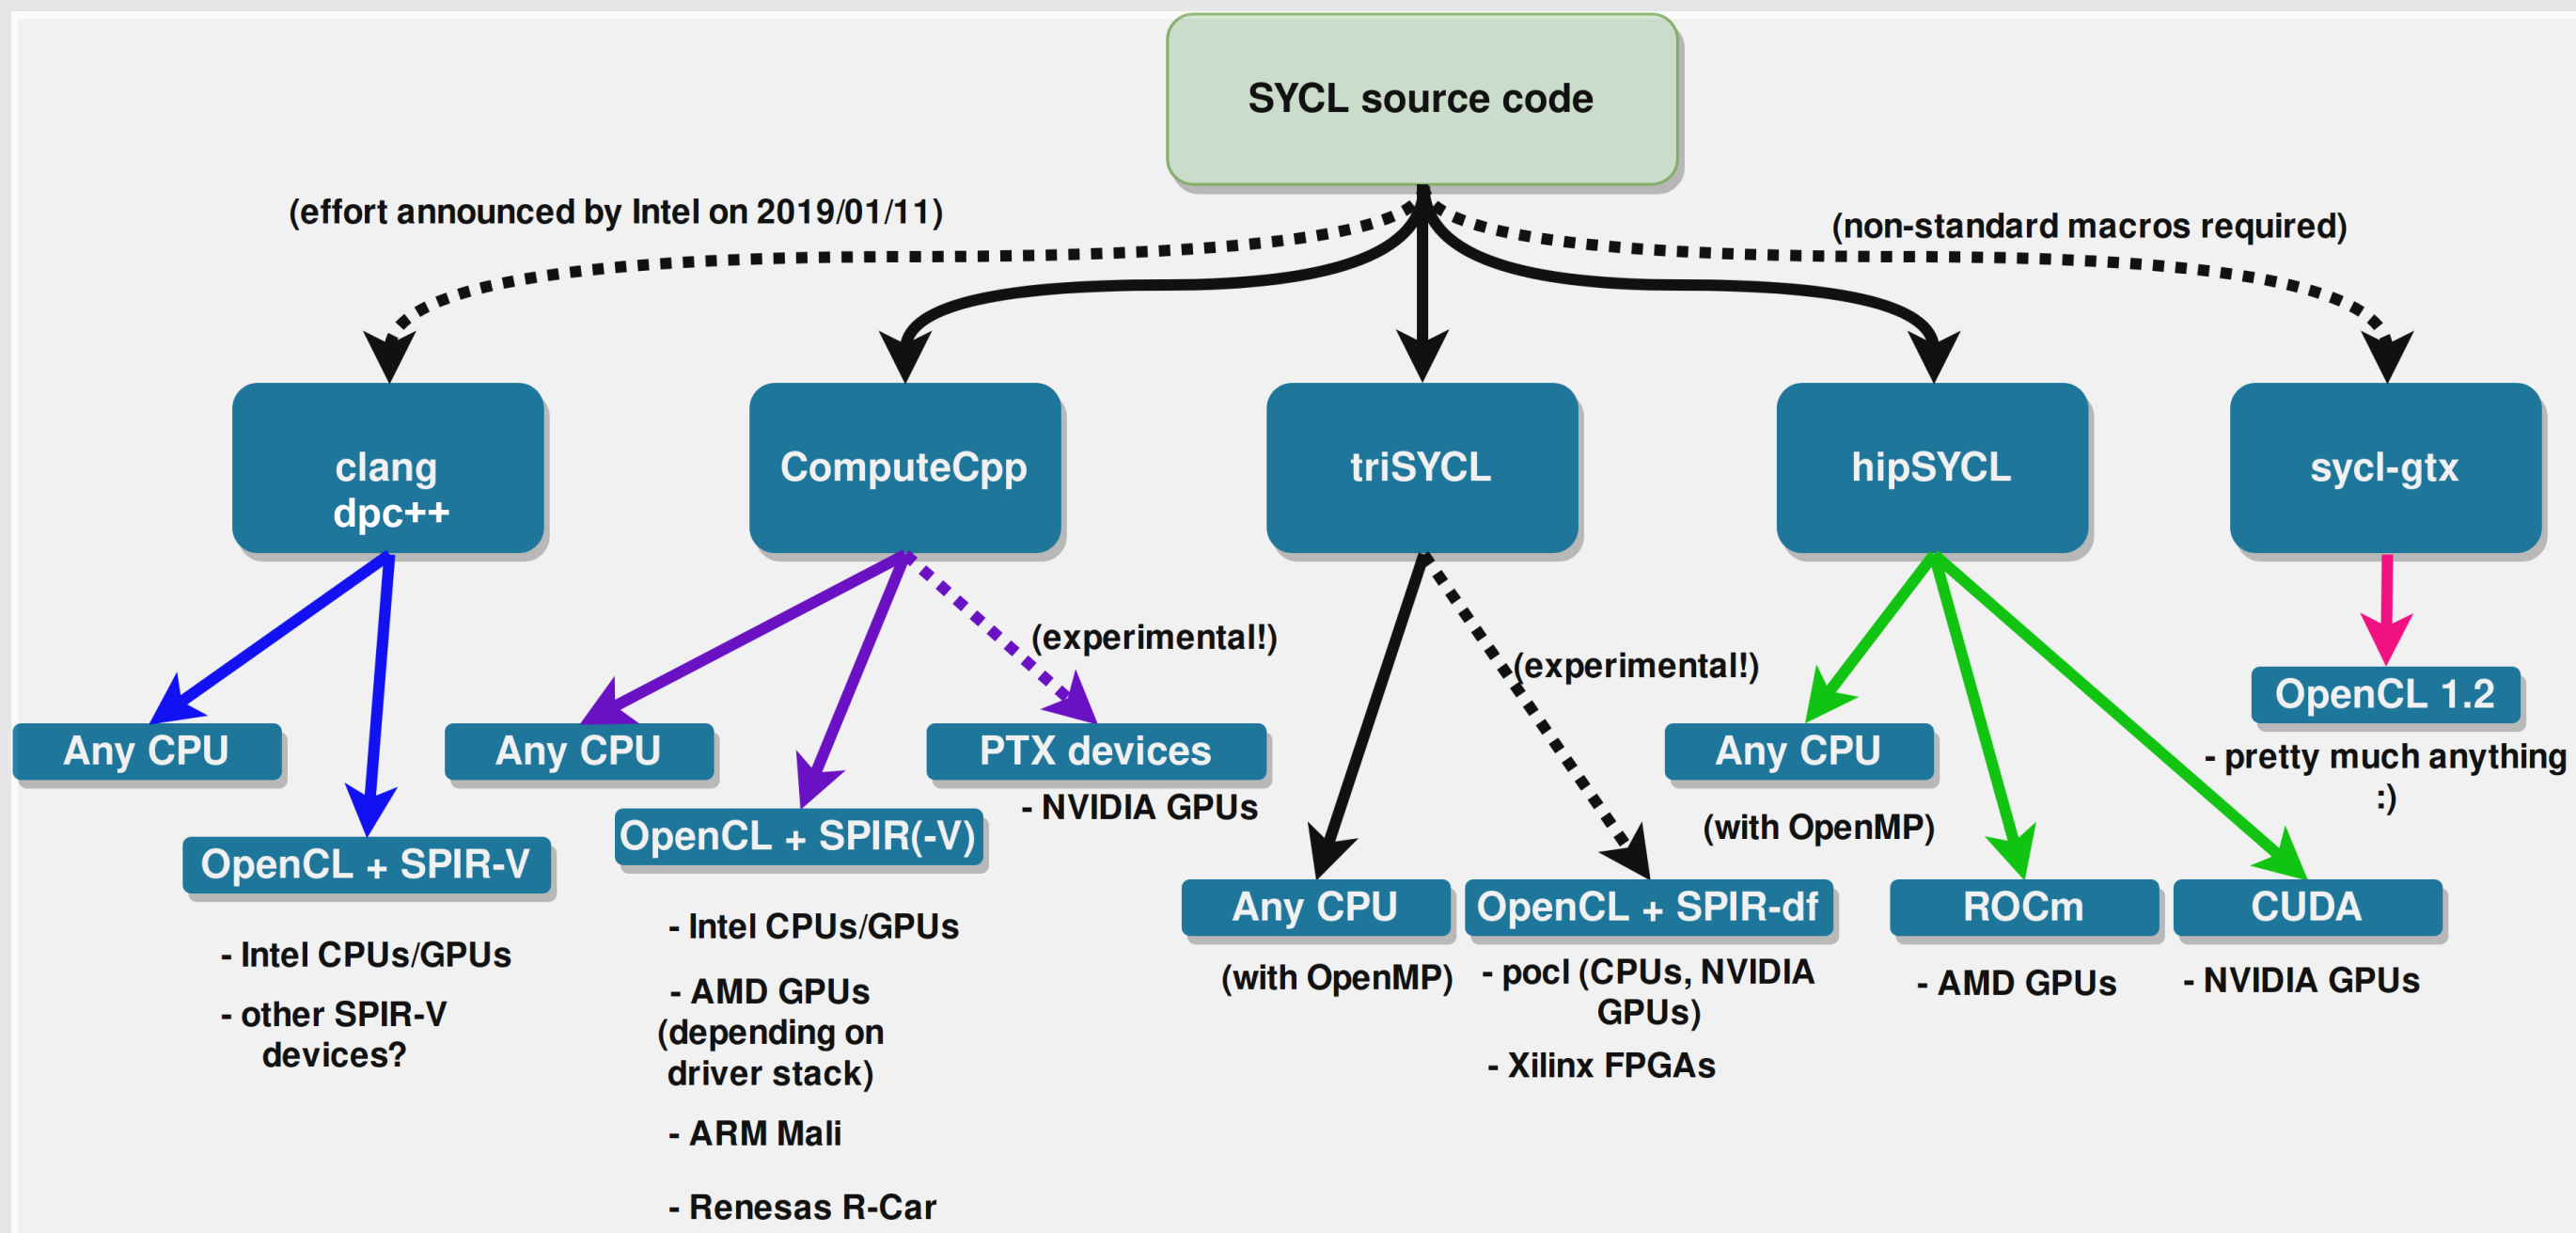 SYCL source code
(effort announced by Intel on 2019/01/11)
(non-standard macros required)
clang
dpc++
ComputeCpp
triSYCL
hipSYCL
sycl-gtx
(experimental!)
(experimental!)
Any CPU
OpenCL + SPIR-V
- Intel CPUs/GPUs
- other SPIR-V
devices?
Any CPU
OpenCL + SPIR(-V)
- Intel CPUs/GPUs
- AMD GPUs
(depending on
driver stack)
- ARM Mali
- Renesas R-Car
PTX devices
- NVIDIA GPUs
Any CPU
(with OpenMP)
OpenCL + SPIR-df
- pocl (CPUs, NVIDIA
GPUs)
- Xilinx FPGAs
Any CPU
(with OpenMP)
ROCm
- AMD GPUs
CUDA
- NVIDIA GPUs
OpenCL 1.2
- pretty much anything
:)